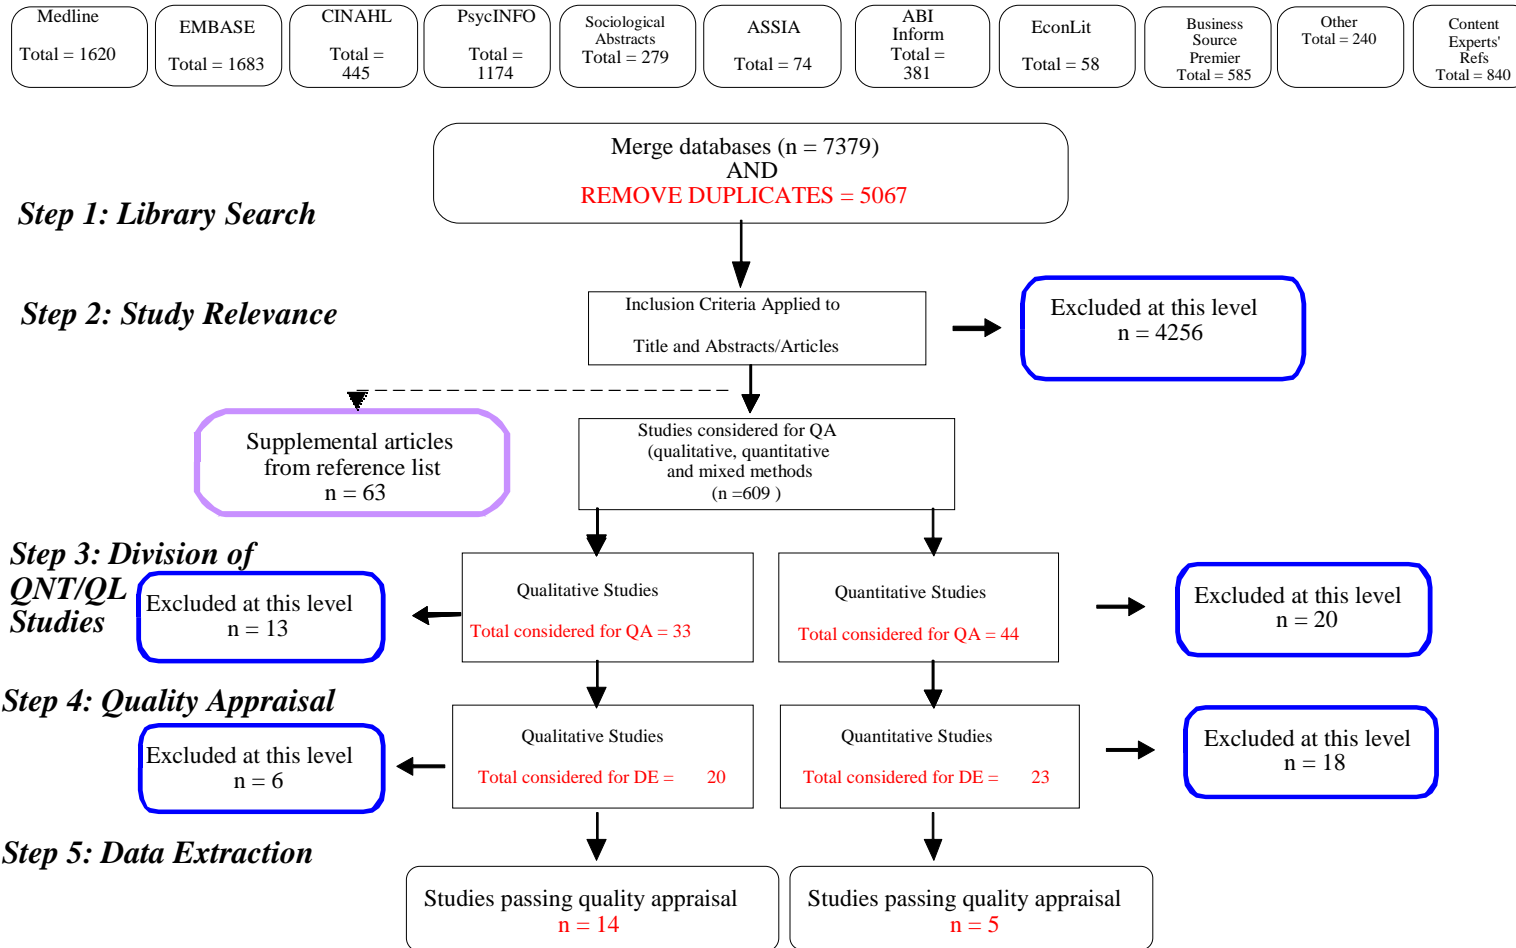 Medline
Total = 1620
EMBASE
Total = 1683
CINAHL
Total =
445
PsycINFO
Total =
1174
Sociological
Abstracts
Total = 279
ASSIA
Total = 74
ABI
Inform
Total =
381
EconLit
Total = 58
Business
Source
Premier
Total = 585
Other
Total = 240
Content
Experts'
Refs
Total = 840
Merge databases (n = 7379)
AND
REMOVE DUPLICATES = 5067
Step 1: Library Search
Step 2: Study Relevance
Inclusion Criteria Applied to
Title and Abstracts/Articles
Excluded at this level
n = 4256
Supplemental articles
from reference list
n = 63
Studies considered for QA
(qualitative, quantitative
and mixed methods
(n =609 )
Step 3: Division of
QNT/QL
Studies
Excluded at this level
n = 13
Qualitative Studies
Total considered for QA = 33
Quantitative Studies
Total considered for QA = 44
Excluded at this level
n = 20
Step 4: Quality Appraisal
Excluded at this level
n = 6
Qualitative Studies
Total considered for DE = 20
Quantitative Studies
Total considered for DE = 23
Excluded at this level
n = 18
Step 5: Data Extraction
Studies passing quality appraisal
n = 14
Studies passing quality appraisal
n = 5